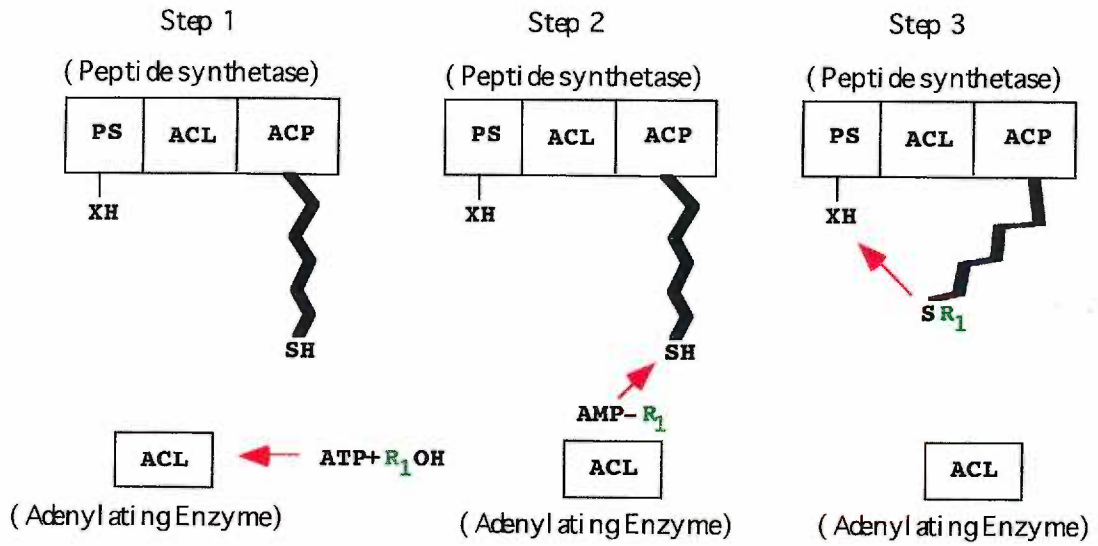 Step 1
Step 2
Step 3
(Peptide synthetase)
(Peptide synthetase)
(Peptide synthetase)
PS ACL ACP
PS ACL ACP
PS ACL ACP
XH
XH
XH
SH
SH
S R1
AMP- R1
ACL
ATP+R1OH
ACL
ACL
(Adenylating Enzyme)
(Adenylating Enzyme)
(Adenylating Enzyme)